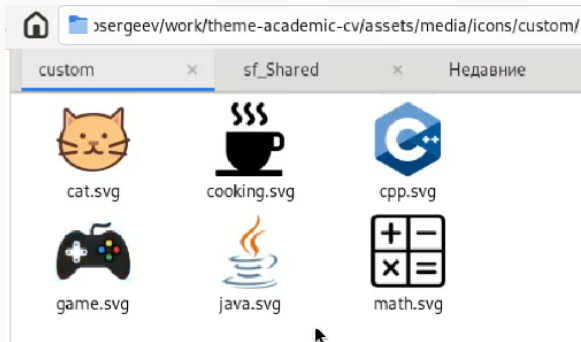 osergeev/work/theme-academic-cv/assets/media/icons/custom/
custom × sf_Shared × Недавние
cat.svg cooking.svg cpp.svg
game.svg java.svg math.svg